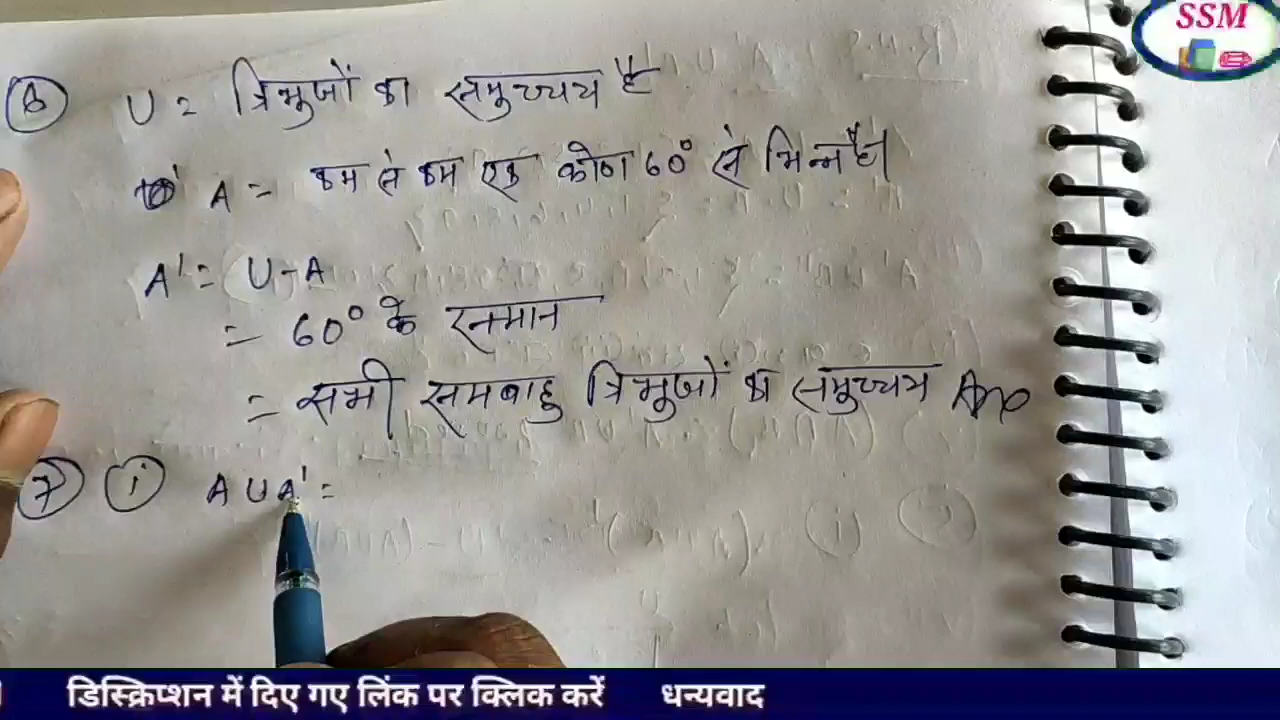 SSM
6 U = त्रिभुजों का समुच्चय है
A = कम से कम एक कोण 60° से भिन्न है।
A' = U - A
= 60° के समान
= सभी समबाहु त्रिभुजों का समुच्चय Ans
7 i A U A' =
डिस्क्रिप्शन में दिए गए लिंक पर क्लिक करें धन्यवाद